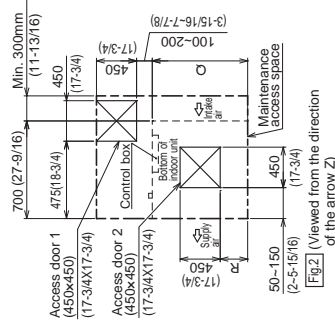 Min. 300mm
(11-13/16)
700 (27-9/16)
450
(17-3/4)
475(18-3/4)
450
(17-3/4)
100~200
(3-15/16-7-7/8)
Access door 1
(450x450)
(17-3/4X17-3/4)
Control box
Q
Access door 2
(450x450)
(17-3/4X17-3/4)
Bottom of
indoor unit
Intake
air
Supply
air
450
(17-3/4)
R
Maintenance
access space
50~150
(2-5-15/16)
450
(17-3/4)
Fig.2 (Viewed from the direction
of the arrow Z)